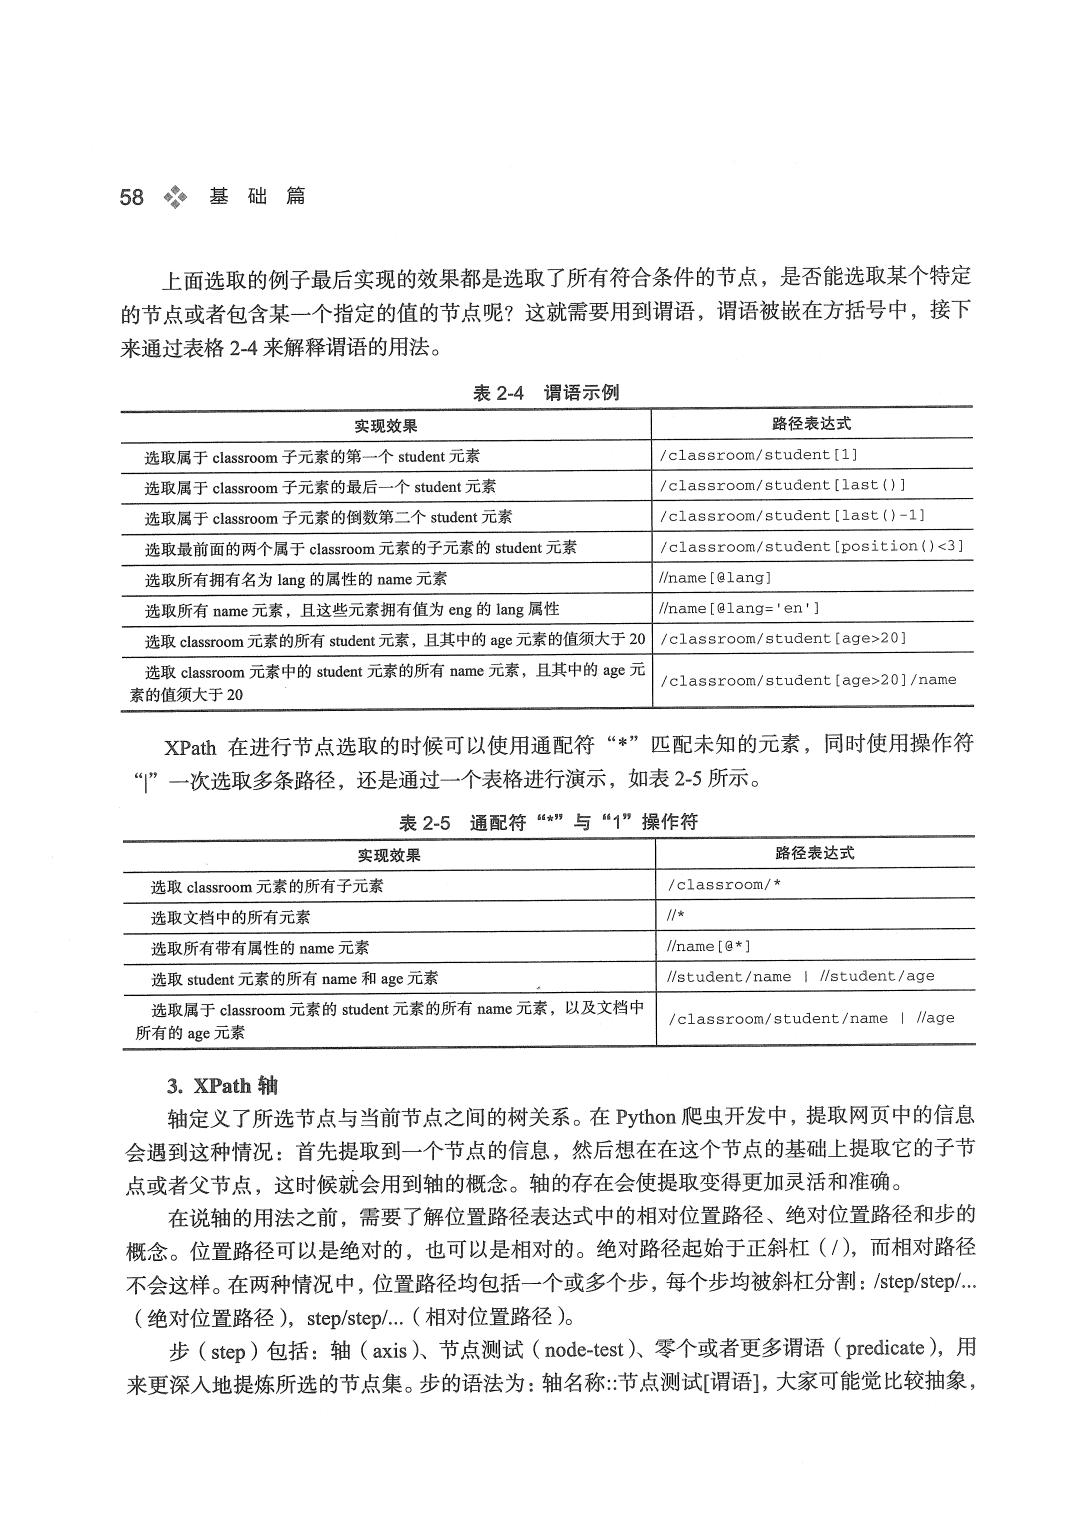 58 基 础 篇
上面选取的例子最后实现的效果都是选取了所有符合条件的节点，是否能选取某个特定
的节点或者包含某一个指定的值的节点呢？这就需要用到谓语，谓语被嵌在方括号中，接下
来通过表格 2-4 来解释谓语的用法。
表 2-4 谓语示例
实现效果 路径表达式
选取属于 classroom 子元素的第一个 student 元素 /classroom/student[1]
选取属于 classroom 子元素的最后一个 student 元素 /classroom/student[last()]
选取属于 classroom 子元素的倒数第二个 student 元素 /classroom/student[last()-1]
选取最前面的两个属于 classroom 元素的子元素的 student 元素 /classroom/student[position()<3]
选取所有拥有名为 lang 的属性的 name 元素 //name[@lang]
选取所有 name 元素，且这些元素拥有值为 eng 的 lang 属性 //name[@lang='en']
选取 classroom 元素的所有 student 元素，且其中的 age 元素的值须大于 20 /classroom/student[age>20]
选取 classroom 元素中的 student 元素的所有 name 元素，且其中的 age 元
素的值须大于 20 /classroom/student[age>20]/name
XPath 在进行节点选取的时候可以使用通配符“*”匹配未知的元素，同时使用操作符
“|”一次选取多条路径，还是通过一个表格进行演示，如表 2-5 所示。
表 2-5 通配符“*”与“1”操作符
实现效果 路径表达式
选取 classroom 元素的所有子元素 /classroom/*
选取文档中的所有元素 //*
选取所有带有属性的 name 元素 //name[@*]
选取 student 元素的所有 name 和 age 元素 //student/name | //student/age
选取属于 classroom 元素的 student 元素的所有 name 元素，以及文档中
所有的 age 元素 /classroom/student/name | //age
3. XPath 轴
轴定义了所选节点与当前节点之间的树关系。在 Python 爬虫开发中，提取网页中的信息
会遇到这种情况：首先提取到一个节点的信息，然后想在在这个节点的基础上提取它的子节
点或者父节点，这时候就会用到轴的概念。轴的存在会使提取变得更加灵活和准确。
在说轴的用法之前，需要了解位置路径表达式中的相对位置路径、绝对位置路径和步的
概念。位置路径可以是绝对的，也可以是相对的。绝对路径起始于正斜杠（/），而相对路径
不会这样。在两种情况中，位置路径均包括一个或多个步，每个步均被斜杠分割：/step/step/...
（绝对位置路径），step/step/...（相对位置路径）。
步（step）包括：轴（axis）、节点测试（node-test）、零个或者更多谓语（predicate），用
来更深入地提炼所选的节点集。步的语法为：轴名称::节点测试[谓语]，大家可能觉比较抽象，